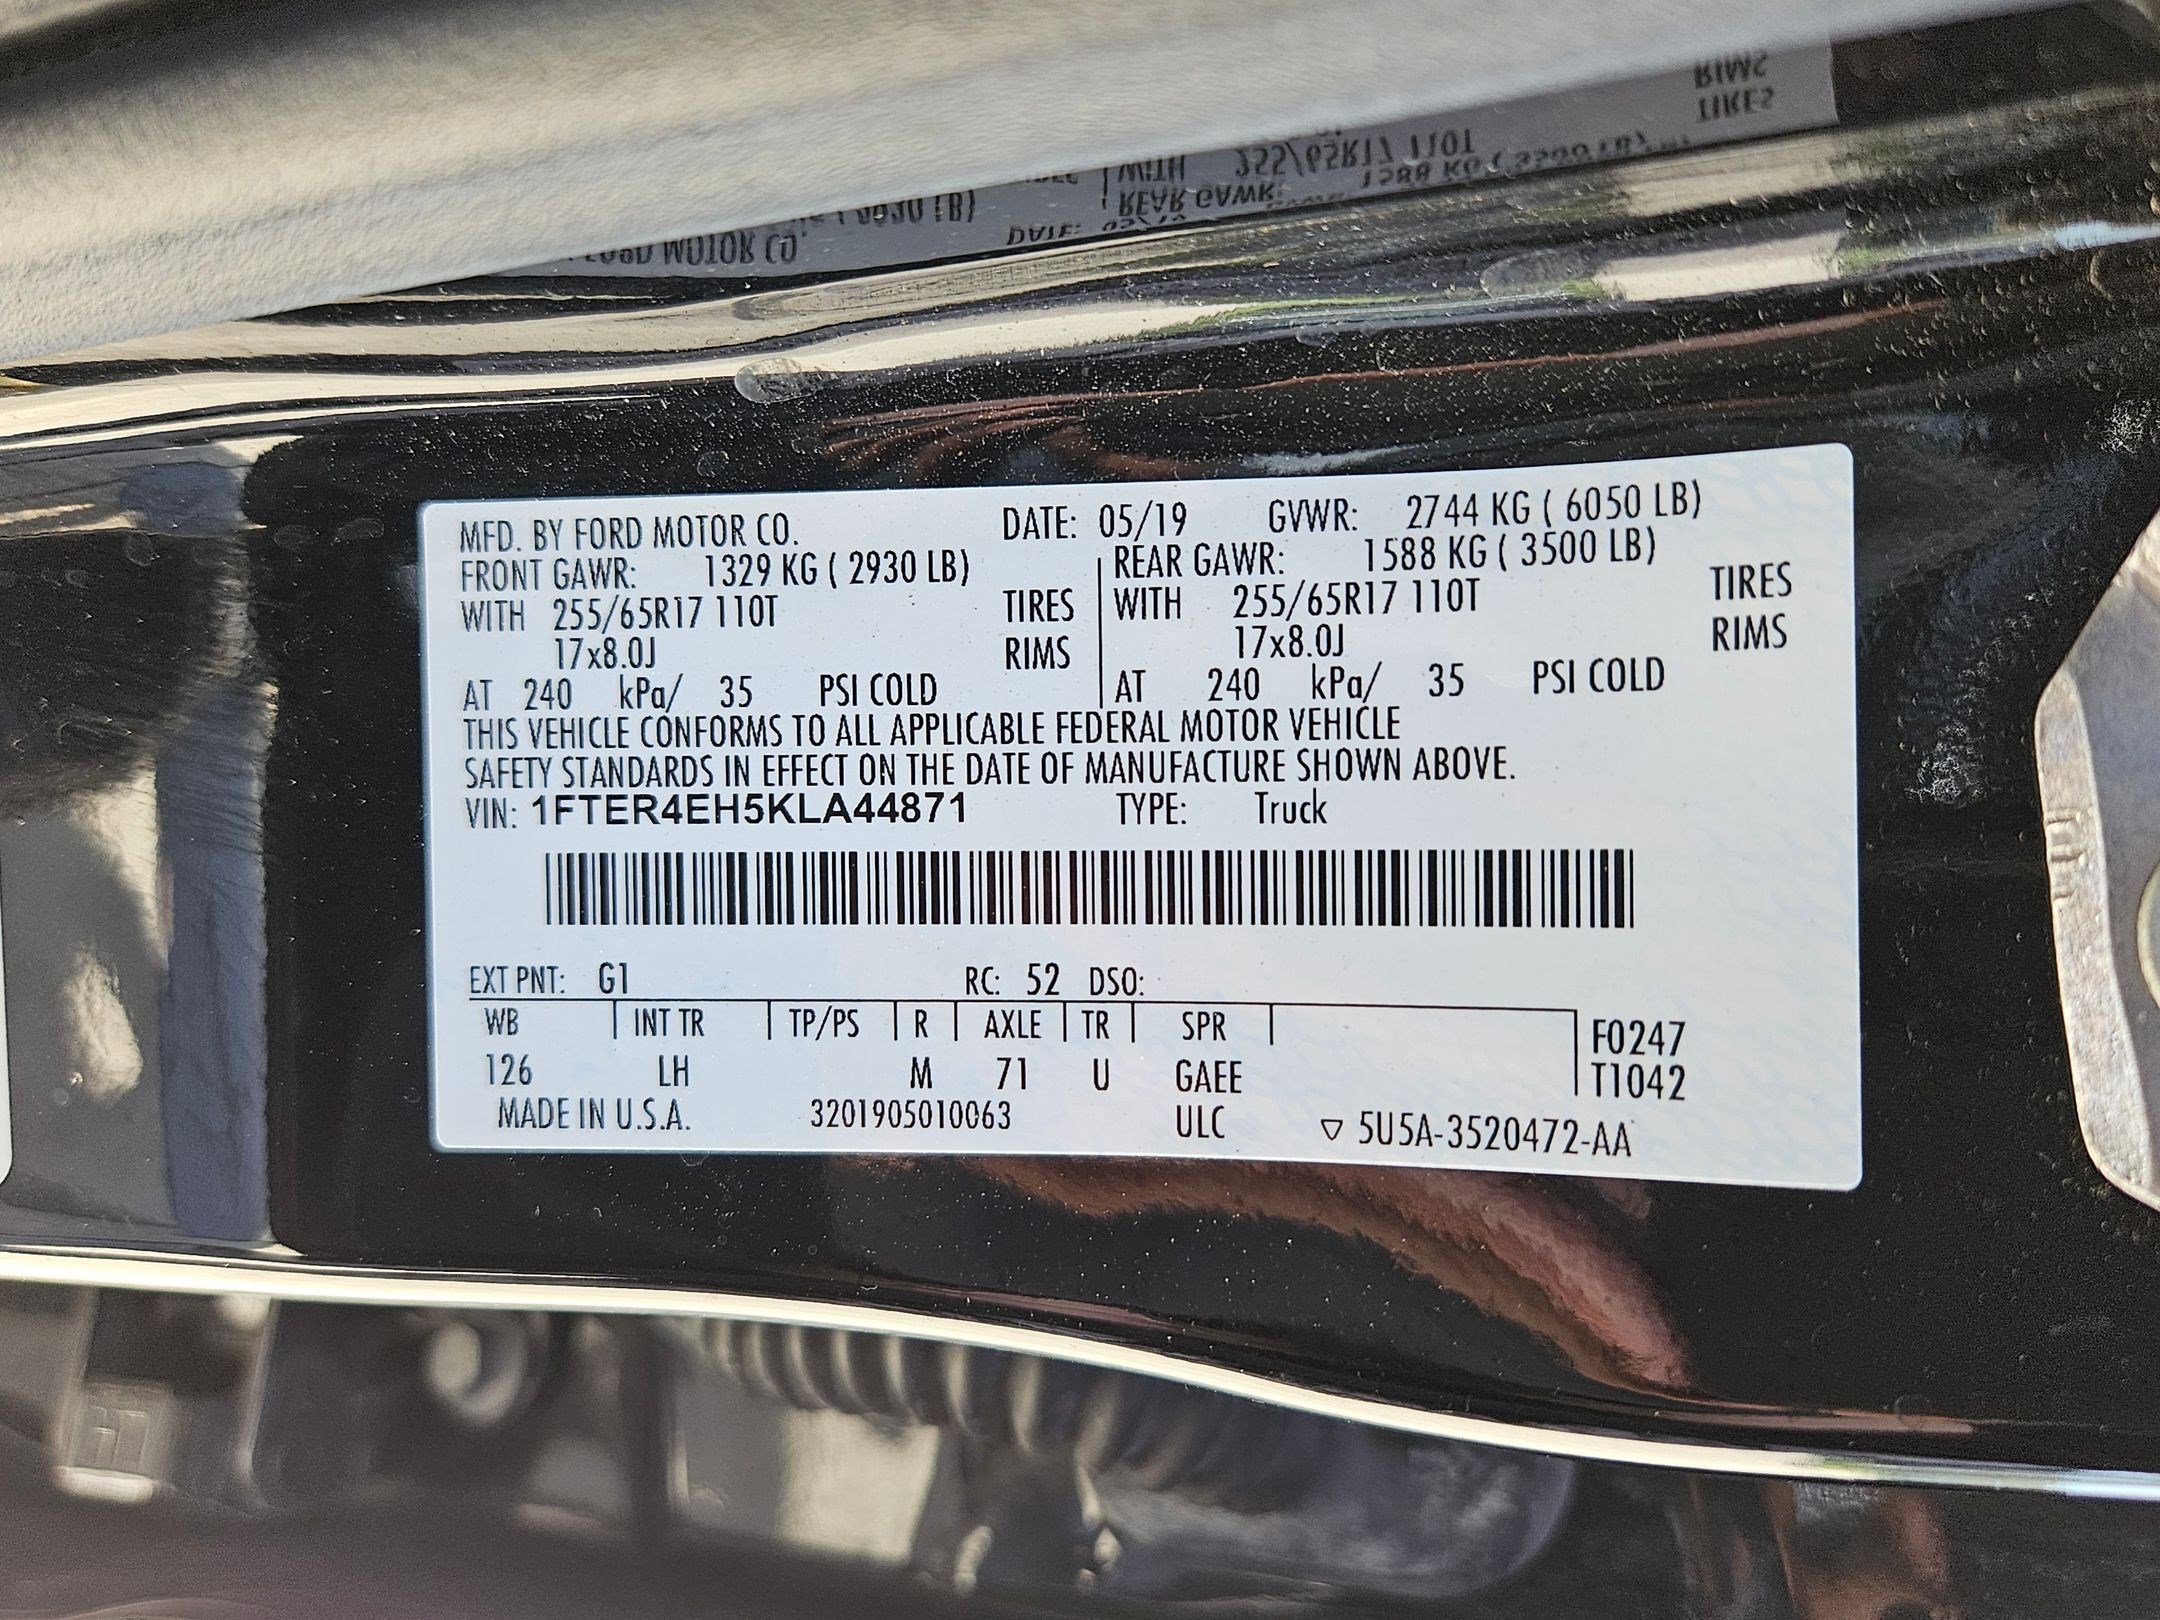 MFD. BY FORD MOTOR CO. DATE: 05/19 GVWR: 2744 KG ( 6050 LB)
FRONT GAWR: 1329 KG ( 2930 LB) REAR GAWR: 1588 KG ( 3500 LB)
WITH 255/65R17 110T TIRES WITH 255/65R17 110T TIRES
17x8.0J RIMS 17x8.0J RIMS
AT 240 kPa/ 35 PSI COLD AT 240 kPa/ 35 PSI COLD
THIS VEHICLE CONFORMS TO ALL APPLICABLE FEDERAL MOTOR VEHICLE
SAFETY STANDARDS IN EFFECT ON THE DATE OF MANUFACTURE SHOWN ABOVE.
VIN: 1FTER4EH5KLA44871 TYPE: Truck
EXT PNT: G1 RC: 52 DSO:
WB INT TR TP/PS R AXLE TR SPR F0247
126 LH M 71 U GAEE T1042
MADE IN U.S.A. 3201905010063 ULC ▽ 5U5A-3520472-AA